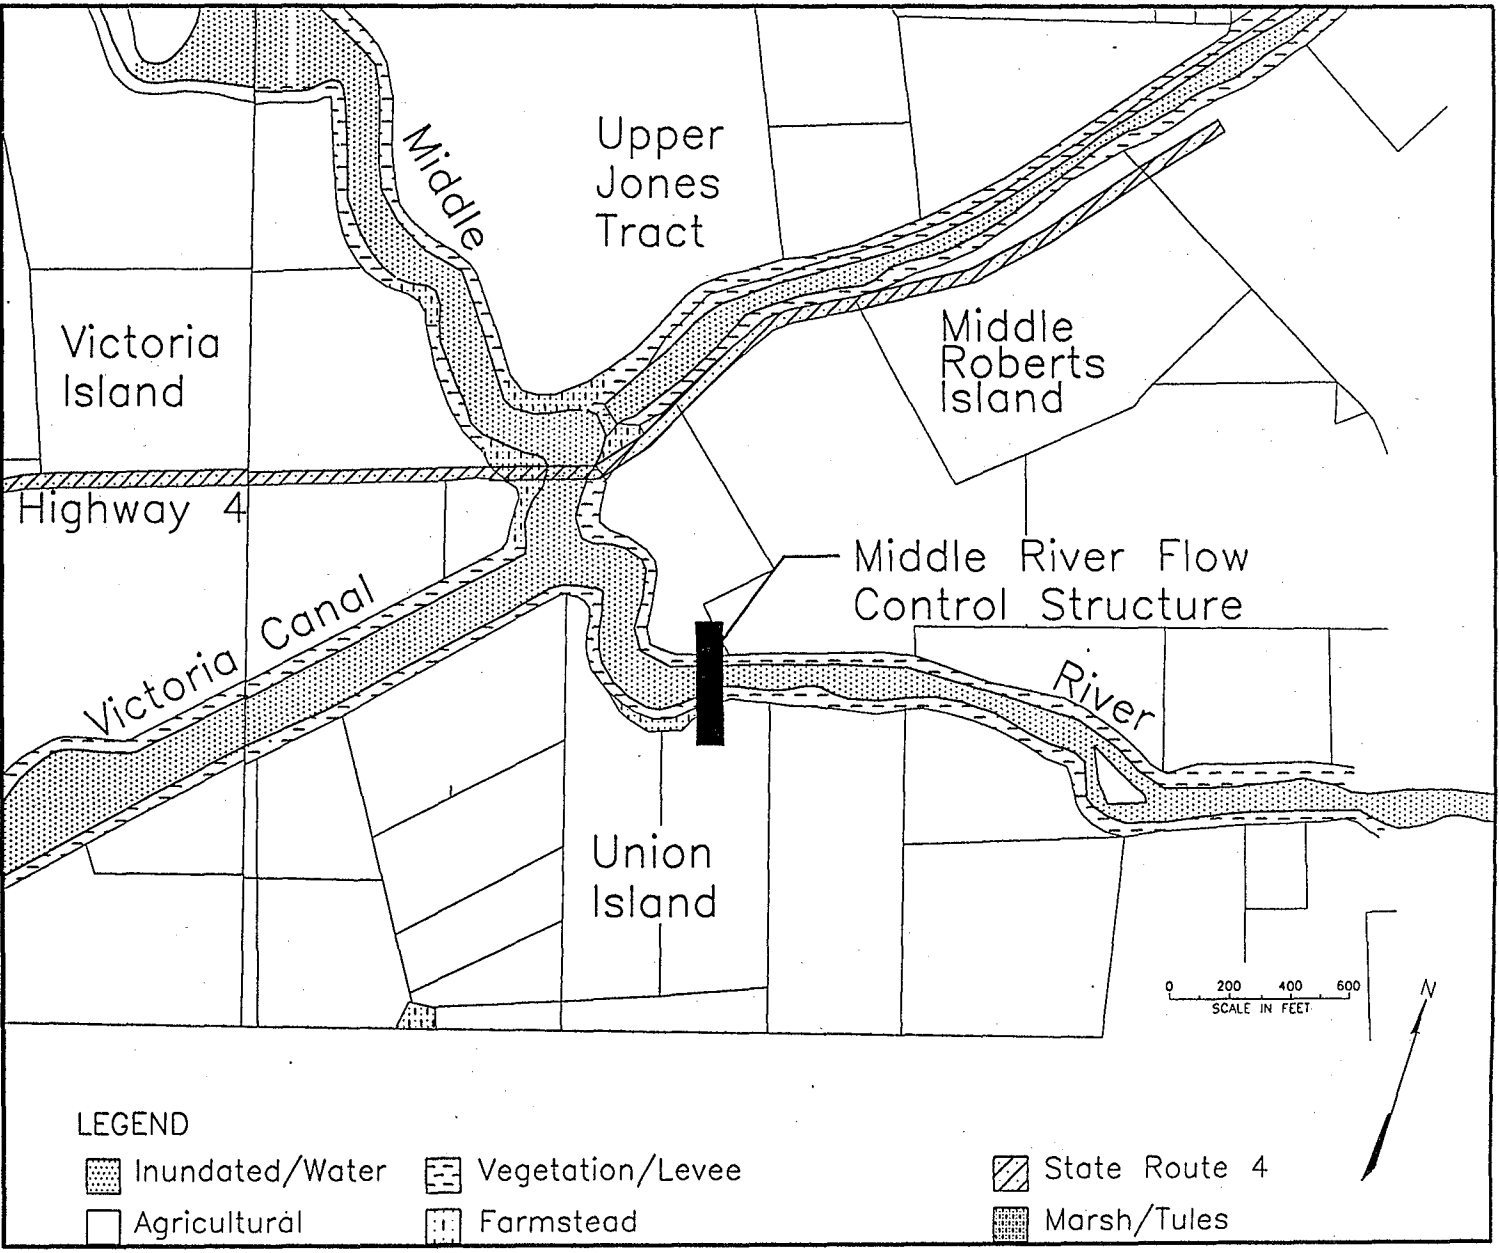 Middle
Upper
Jones
Tract
Victoria
Island
Middle
Roberts
Island
Highway 4
Middle River Flow
Control Structure
Victoria Canal
River
Union
Island
0 200 400 600
SCALE IN FEET
N
LEGEND
Inundated/Water
Vegetation/Levee
State Route 4
Agricultural
Farmstead
Marsh/Tules